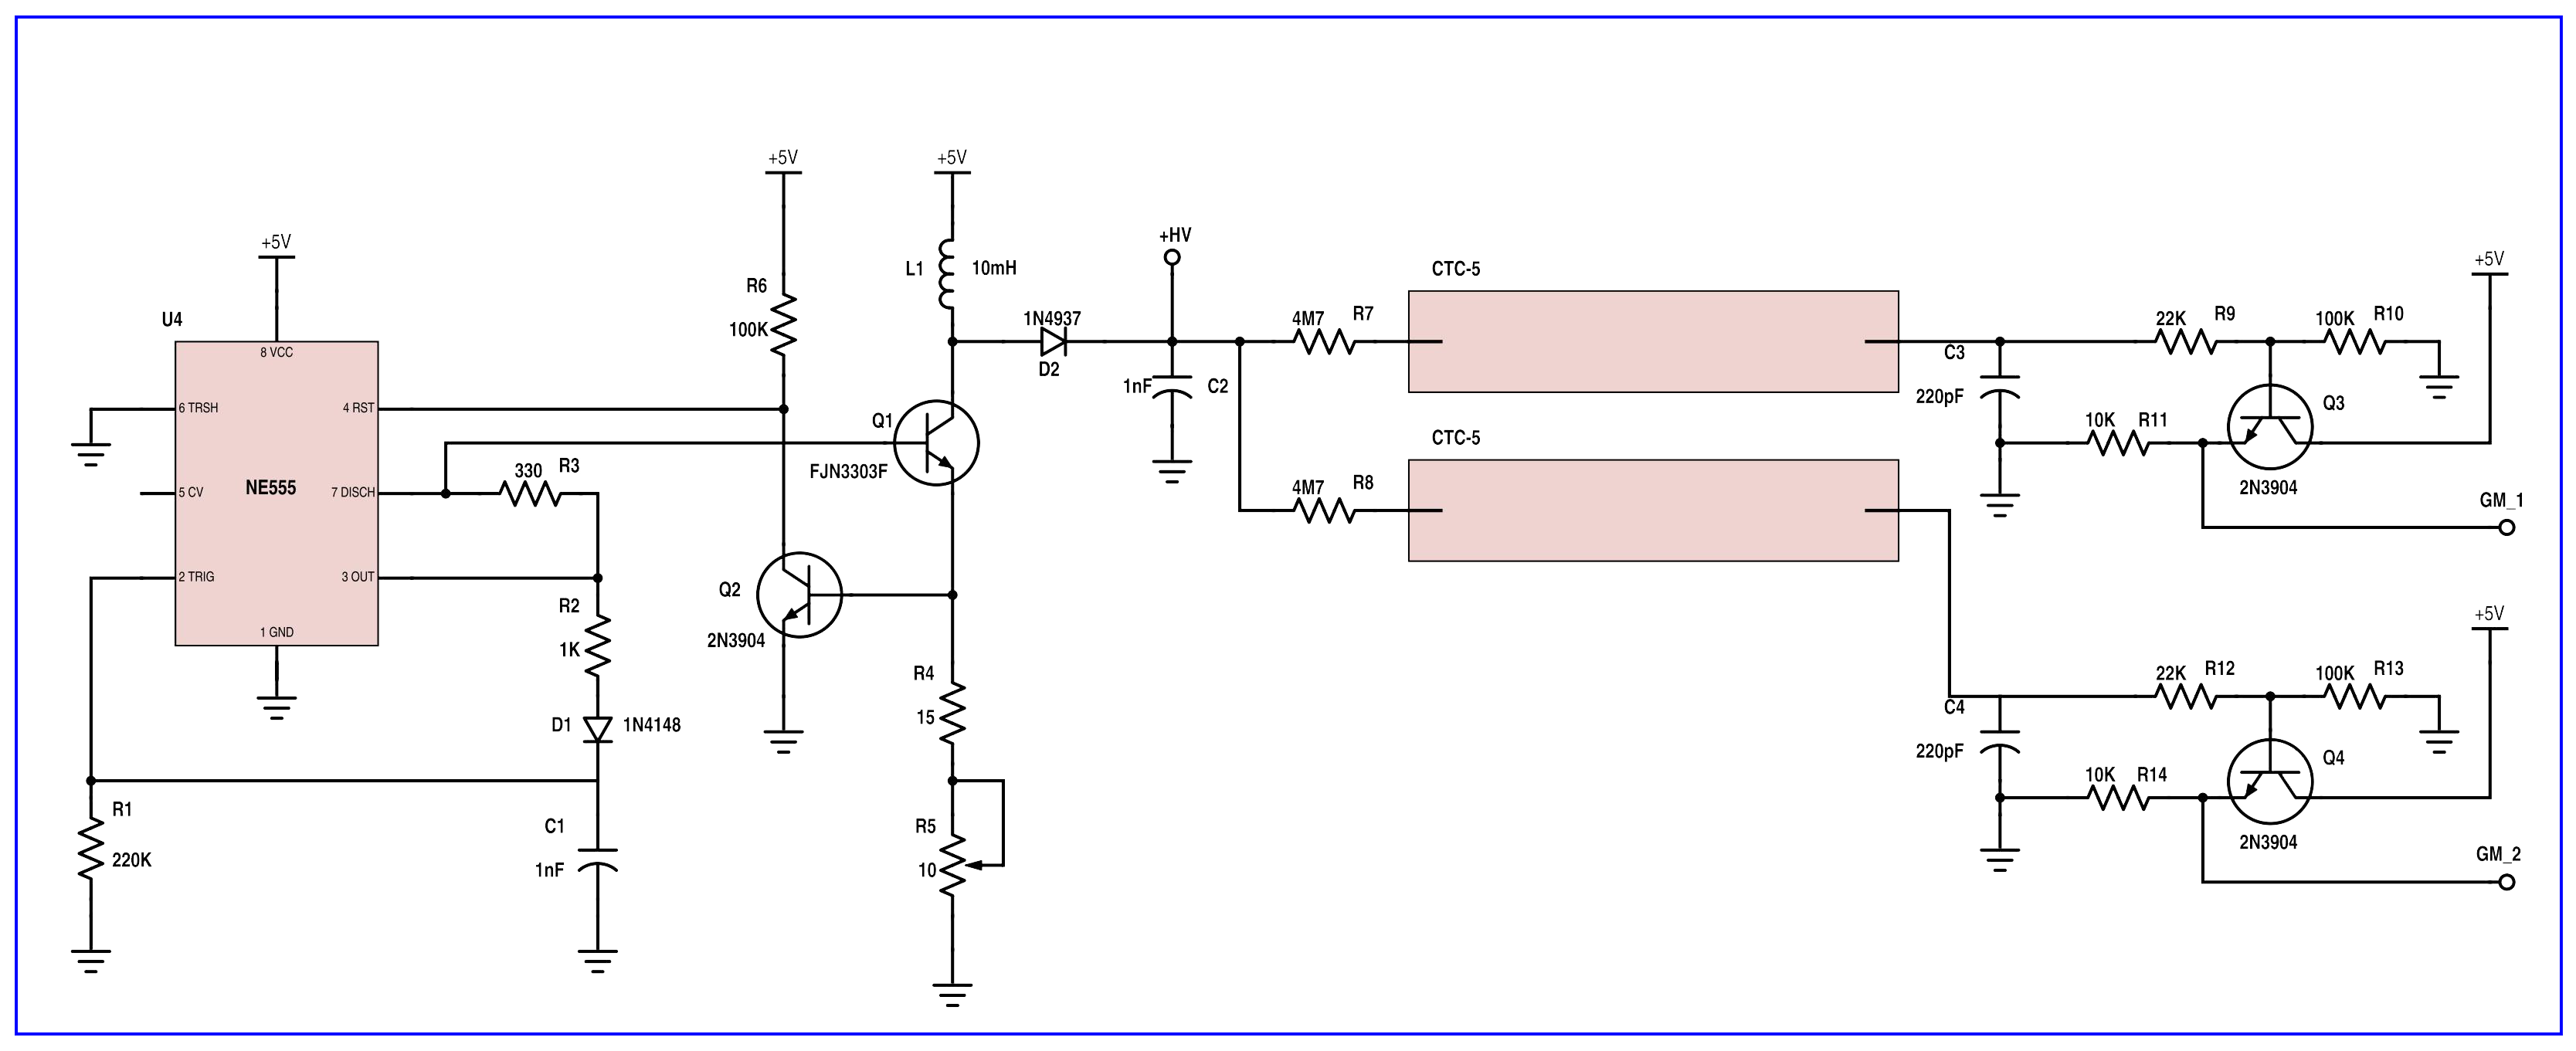 +5V
+5V
+5V
+HV
+5V
U4
8 VCC
6 TRSH
4 RST
5 CV
NE555
7 DISCH
2 TRIG
3 OUT
1 GND
R6
100K
L1
10mH
1N4937
D2
1nF
C2
Q1
FJN3303F
330
R3
R2
1K
D1
1N4148
Q2
2N3904
R4
15
R5
10
R1
220K
C1
1nF
4M7
R7
CTC-5
4M7
R8
CTC-5
C3
220pF
22K
R9
100K
R10
10K
R11
Q3
2N3904
GM_1
+5V
C4
220pF
22K
R12
100K
R13
10K
R14
Q4
2N3904
GM_2